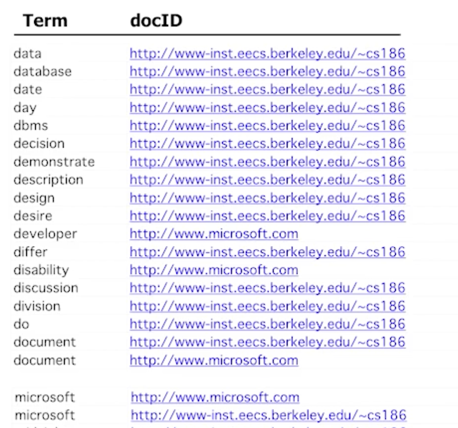 Term docID
data http://www-inst.eecs.berkeley.edu/~cs186
database http://www-inst.eecs.berkeley.edu/~cs186
date http://www-inst.eecs.berkeley.edu/~cs186
day http://www-inst.eecs.berkeley.edu/~cs186
dbms http://www-inst.eecs.berkeley.edu/~cs186
decision http://www-inst.eecs.berkeley.edu/~cs186
demonstrate http://www-inst.eecs.berkeley.edu/~cs186
description http://www-inst.eecs.berkeley.edu/~cs186
design http://www-inst.eecs.berkeley.edu/~cs186
desire http://www-inst.eecs.berkeley.edu/~cs186
developer http://www.microsoft.com
differ http://www-inst.eecs.berkeley.edu/~cs186
disability http://www.microsoft.com
discussion http://www-inst.eecs.berkeley.edu/~cs186
division http://www-inst.eecs.berkeley.edu/~cs186
do http://www-inst.eecs.berkeley.edu/~cs186
document http://www-inst.eecs.berkeley.edu/~cs186
document http://www.microsoft.com
microsoft http://www.microsoft.com
microsoft http://www-inst.eecs.berkeley.edu/~cs186